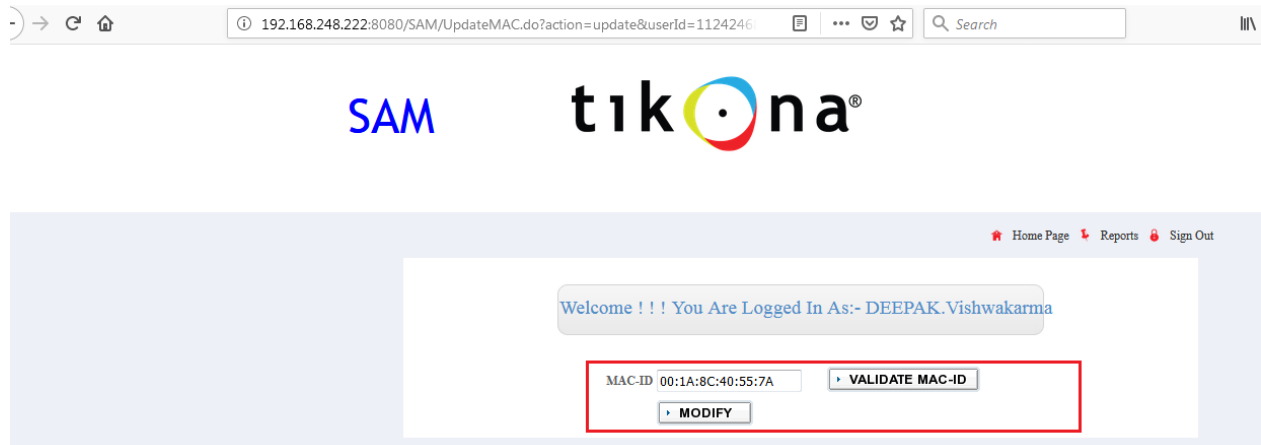 192.168.248.222:8080/SAM/UpdateMAC.do?action=update&userId=1124246
Search
SAM
tıkona®
Home Page Reports Sign Out
Welcome ! ! ! You Are Logged In As:- DEEPAK.Vishwakarma
MAC-ID 00:1A:8C:40:55:7A VALIDATE MAC-ID
MODIFY